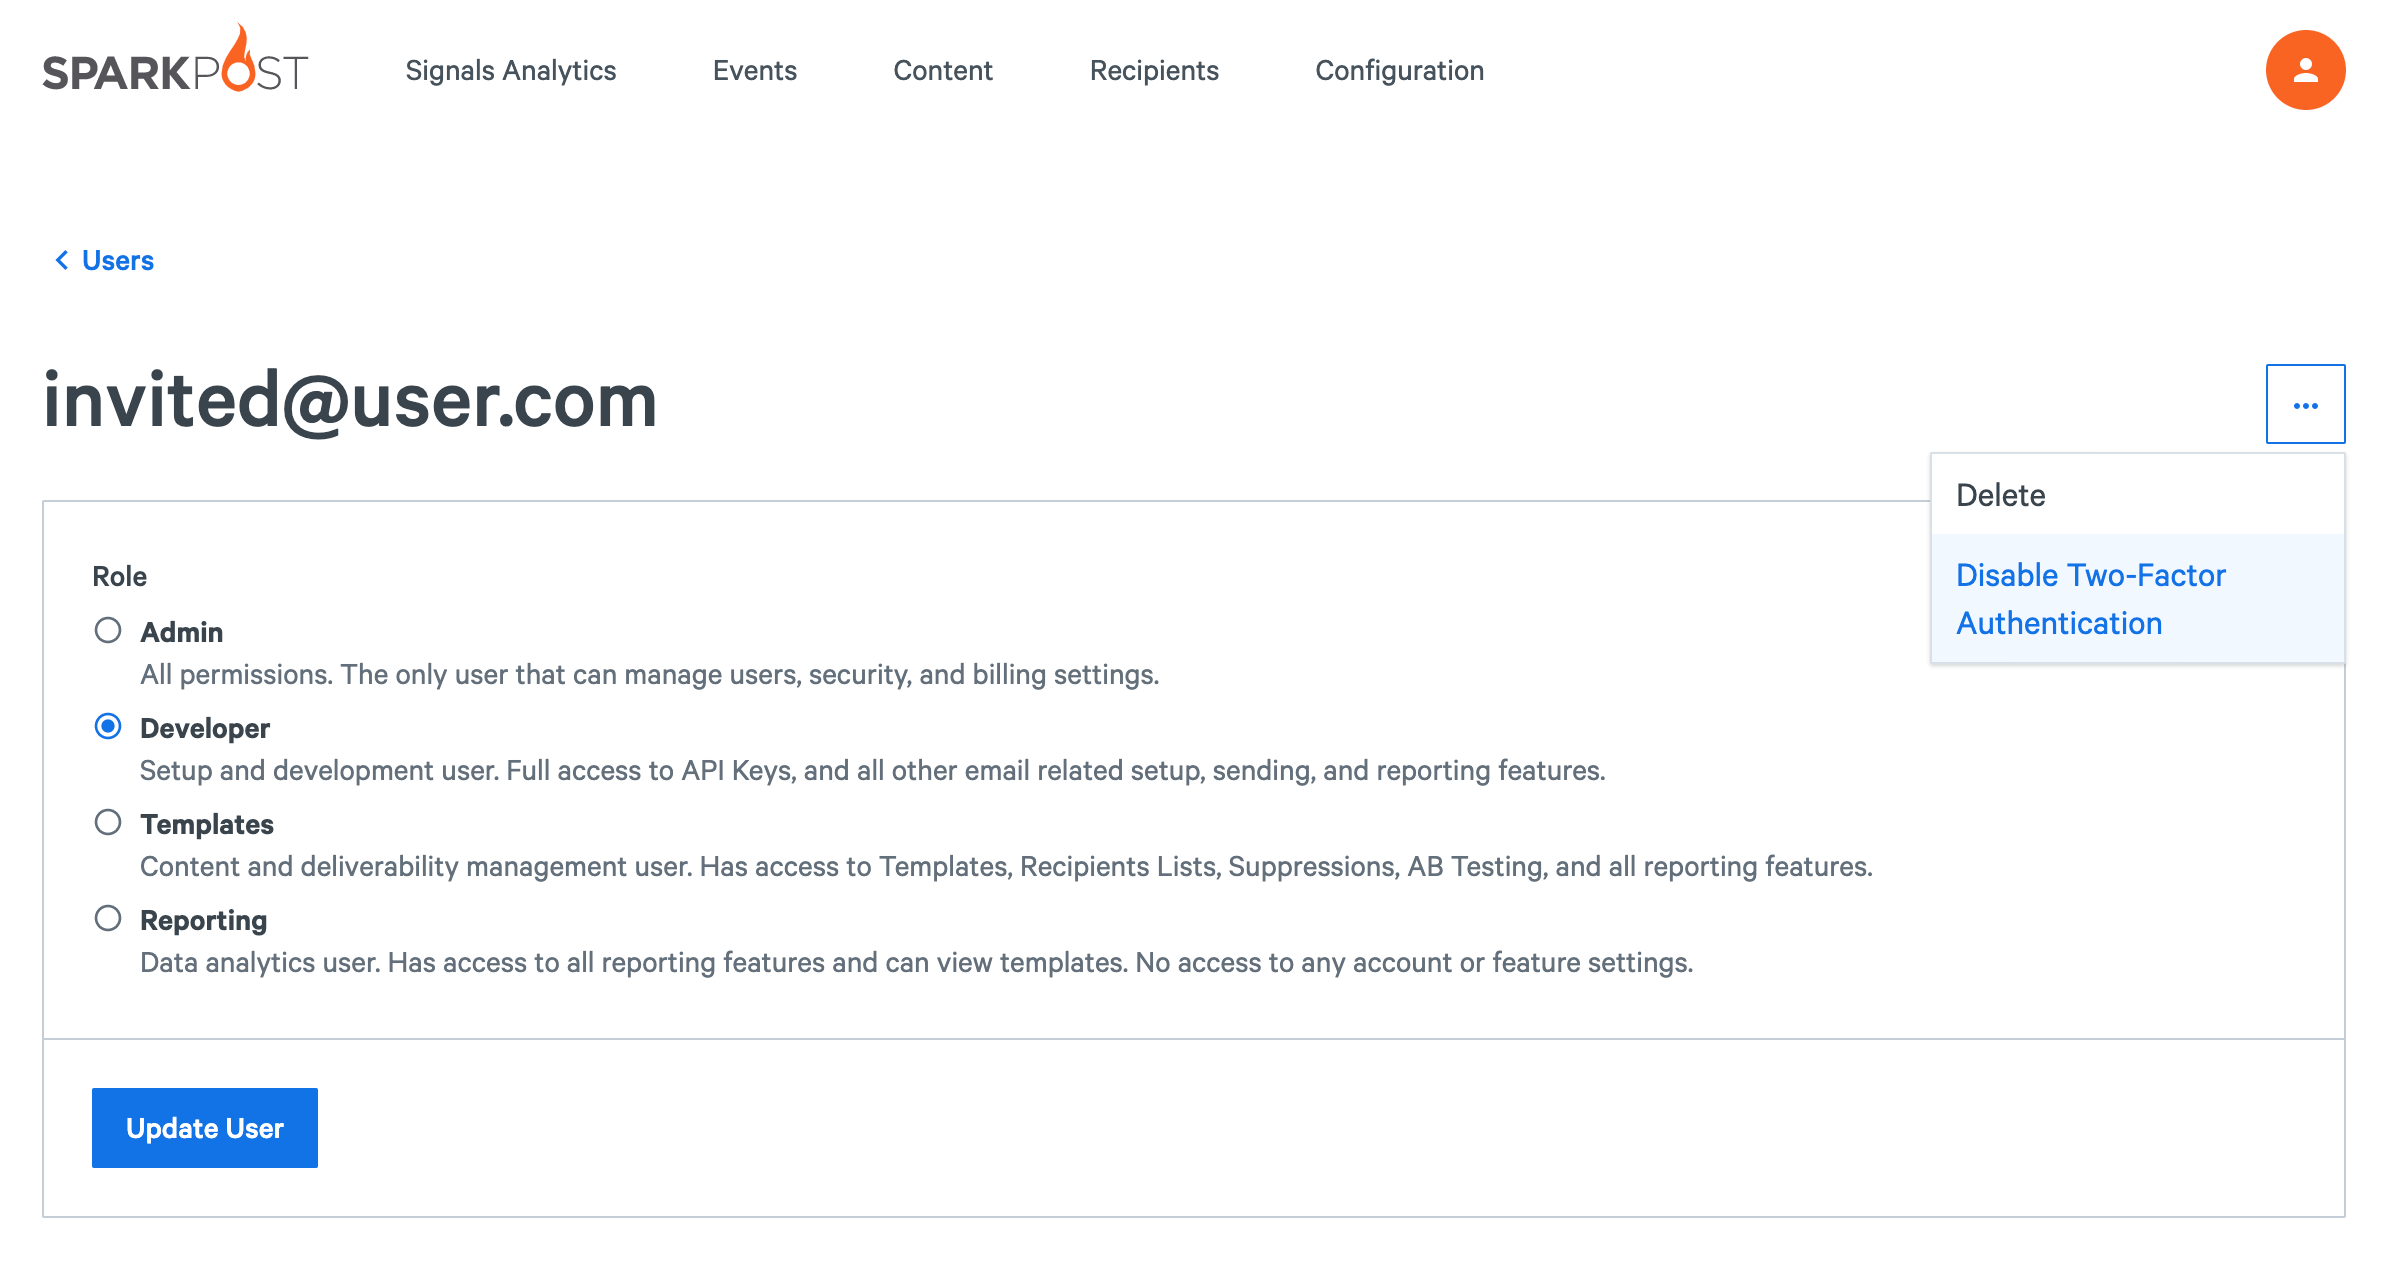 SPARKPOST
Signals Analytics
Events
Content
Recipients
Configuration
Users
invited@user.com
...
Delete
Disable Two-Factor
Authentication
Role
Admin
All permissions. The only user that can manage users, security, and billing settings.
Developer
Setup and development user. Full access to API Keys, and all other email related setup, sending, and reporting features.
Templates
Content and deliverability management user. Has access to Templates, Recipients Lists, Suppressions, AB Testing, and all reporting features.
Reporting
Data analytics user. Has access to all reporting features and can view templates. No access to any account or feature settings.
Update User